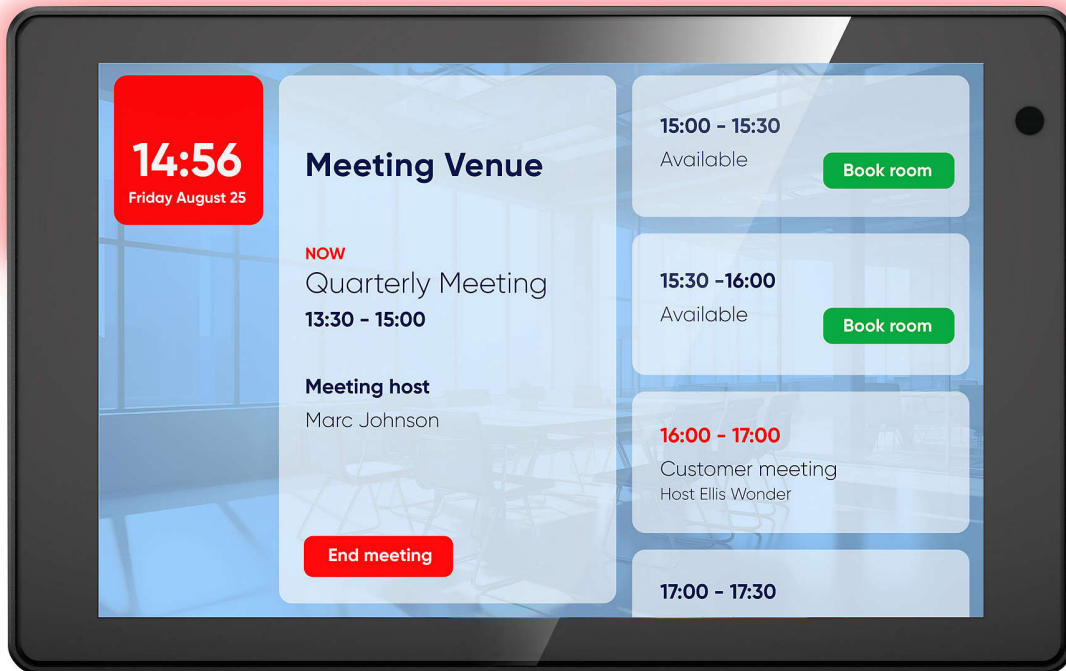 14:56
Friday August 25
Meeting Venue
NOW
Quarterly Meeting
13:30 - 15:00
Meeting host
Marc Johnson
End meeting
15:00 - 15:30
Available
Book room
15:30 -16:00
Available
Book room
16:00 - 17:00
Customer meeting
Host Ellis Wonder
17:00 - 17:30